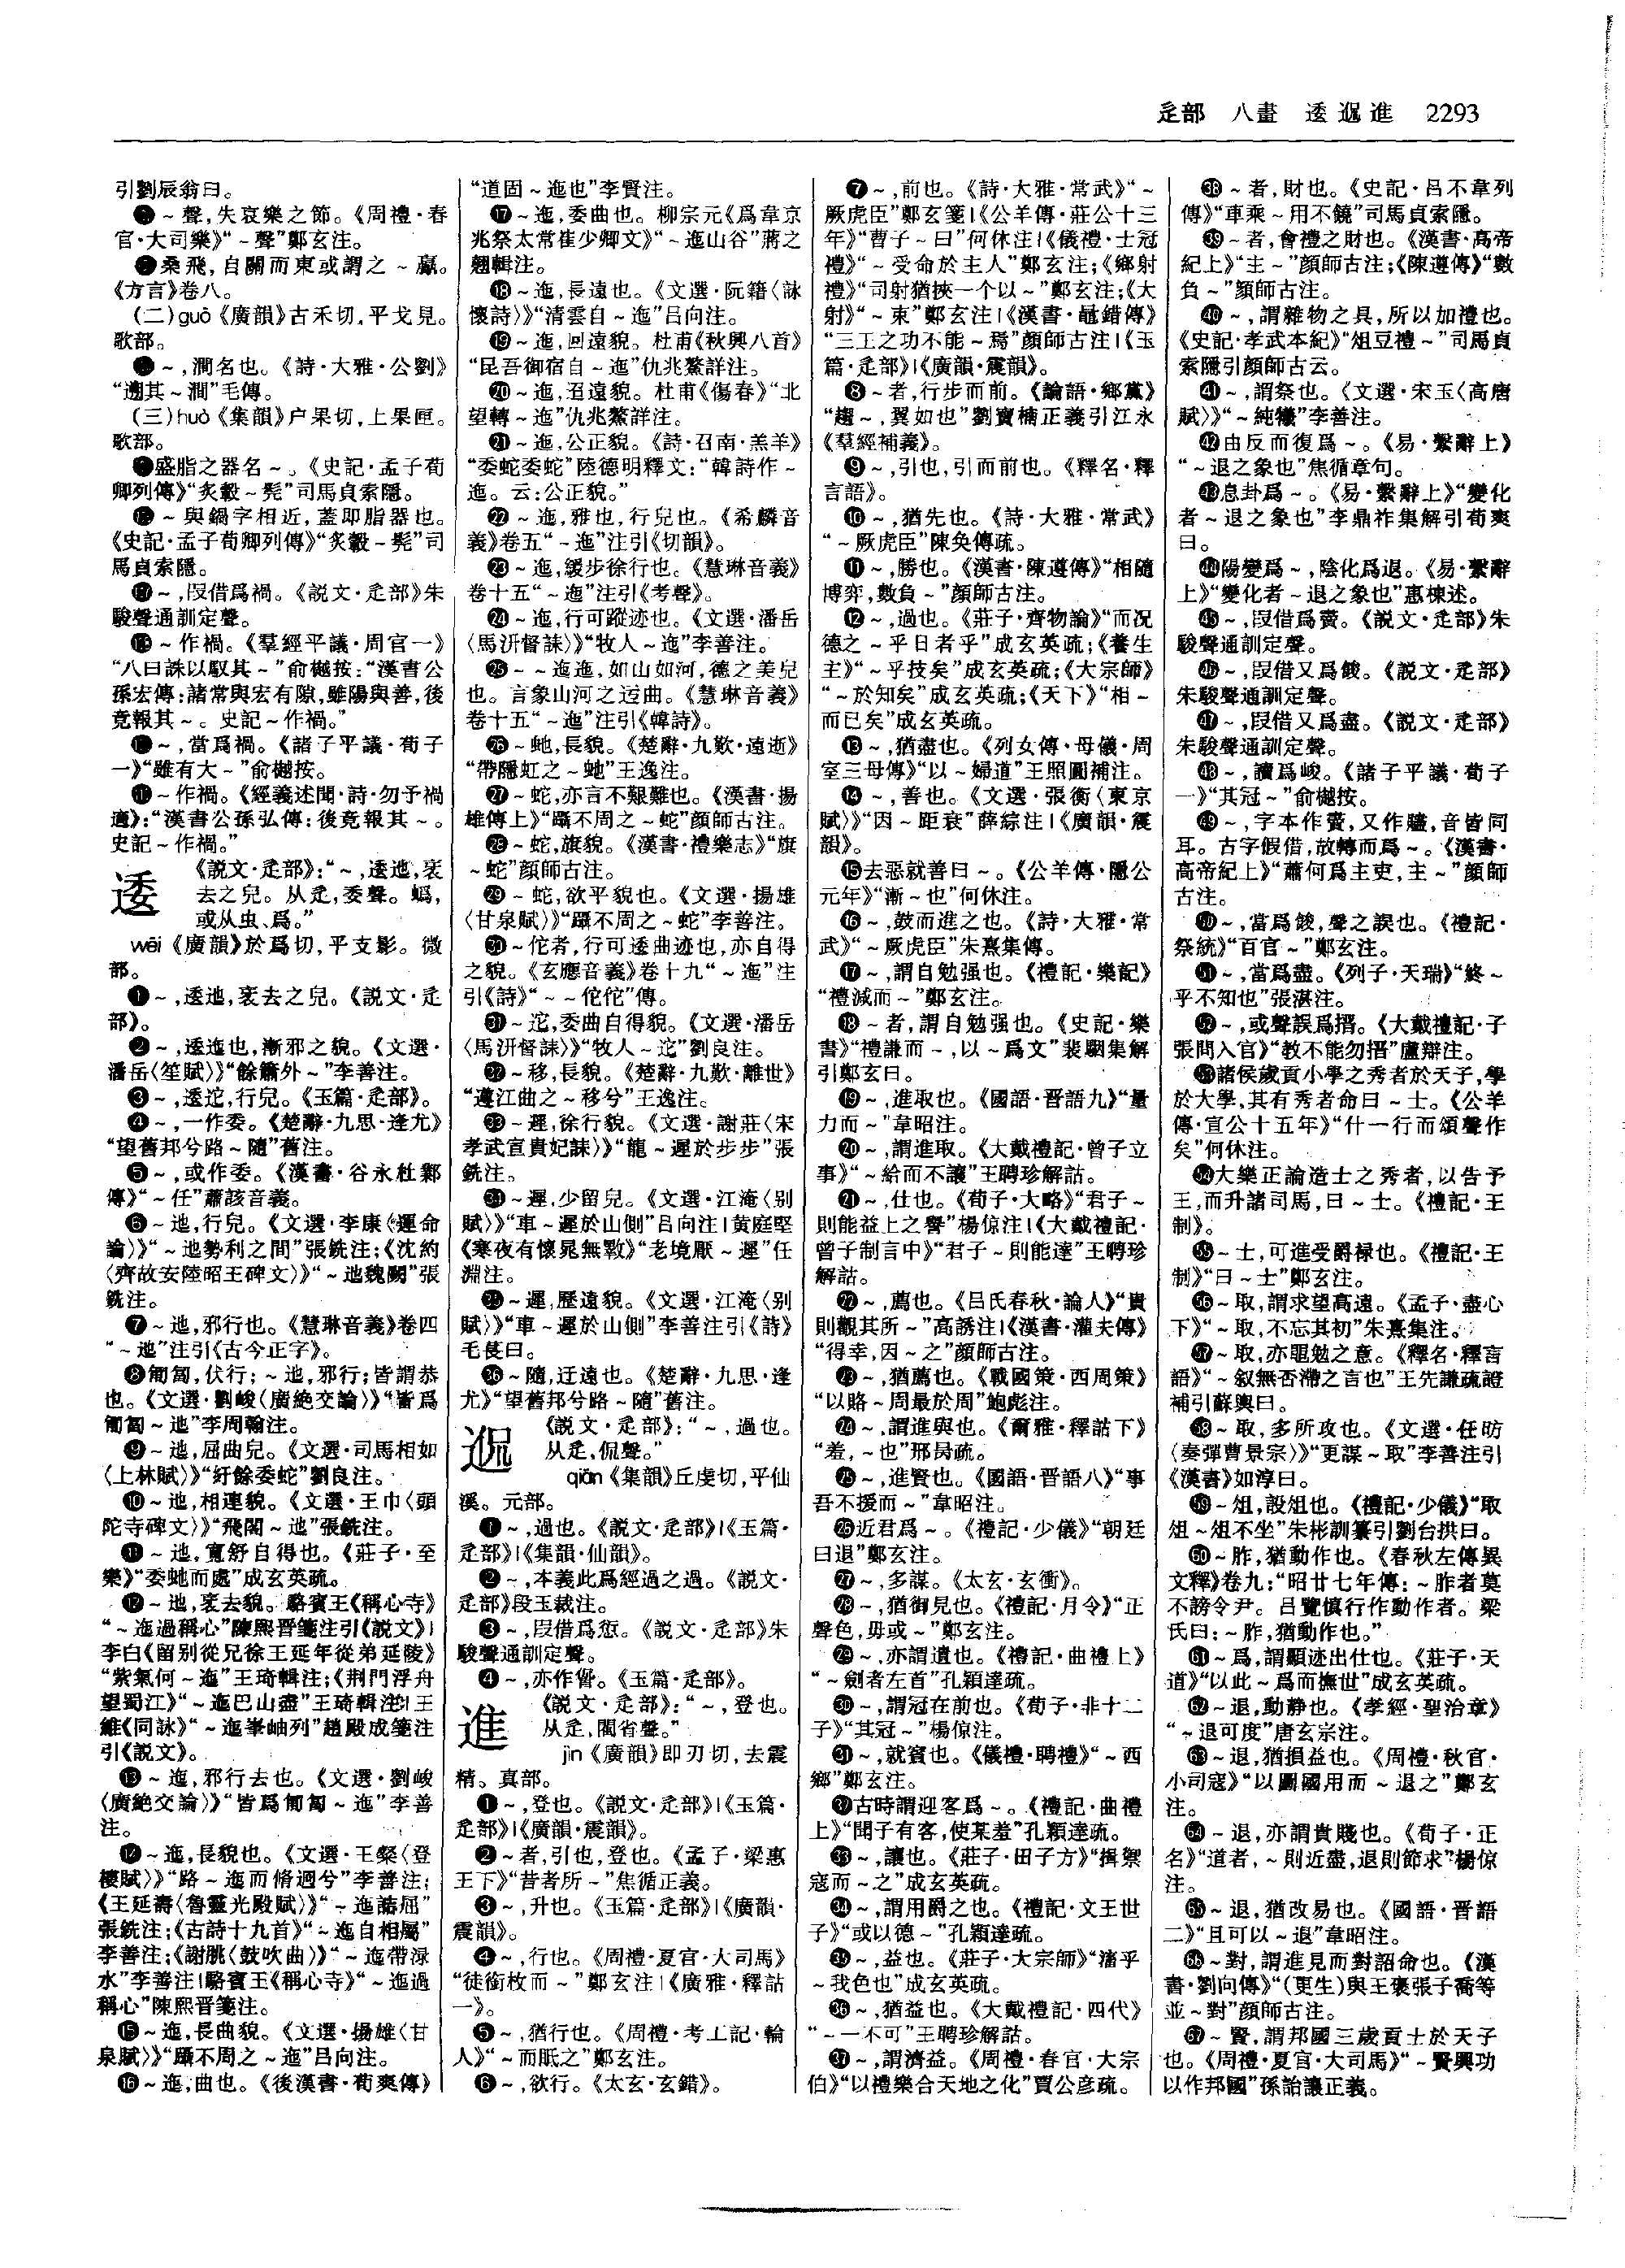 辵部 八畫 逶𨓷進 2293
引劉辰翁曰。
～聲,失哀樂之節。《周禮·春
官·大司樂》“～聲”鄭玄注。
桑飛,自關而東或謂之～鸁。
《方言》卷八。
(二)guò《廣韻》古禾切,平戈見。
歌部。
～,澗名也。《詩·大雅·公劉》
“遡其～澗”毛傳。
(三)huò《集韻》户果切,上果匣。
歌部。
盛脂之器名～。《史記·孟子荀
卿列傳》“炙轂～髡”司馬貞索隱。
～與鍋字相近,蓋即脂器也。
《史記·孟子荀卿列傳》“炙轂～髡”司
馬貞索隱。
～,叚借爲禍。《説文·辵部》朱
駿聲通訓定聲。
～作禍。《羣經平議·周官一》
“八曰誅以馭其～”俞樾按:“漢書公
孫宏傳:諸常與宏有隙,雖陽與善,後
竟報其～。史記～作禍。”
～,當爲禍。《諸子平議·荀子
一》“雖有大～”俞樾按。
～作禍。《經義述聞·詩·勿予禍
適》:“漢書公孫弘傳:後竟報其～。
史記～作禍。”
逶
《説文·辵部》:“～,逶迆,衺
去之皃。从辵,委聲。蟡,
或从虫、爲。”
wēi《廣韻》於爲切,平支影。微
部。
❶～,逶迆,衺去之皃。《説文·辵
部》。
❷～,逶迤也,漸邪之貌。《文選·
潘岳〈笙賦〉》“餘簫外～”李善注。
❸～,逶迱,行皃。《玉篇·辵部》。
❹～,一作委。《楚辭·九思·逢尤》
“望舊邦兮路～隨”舊注。
❺～,或作委。《漢書·谷永杜鄴
傳》“～任”蕭該音義。
❻～迆,行皃。《文選·李康〈運命
論〉》“～迆勢利之間”張銑注;《沈約
〈齊故安陸昭王碑文〉》“～迆魏闕”張
銑注。
❼～迆,邪行也。《慧琳音義》卷四
“～迆”注引《古今正字》。
❽匍匐,伏行;～迆,邪行;皆謂恭
也。《文選·劉峻〈廣絶交論〉》“皆爲
匍匐～迆”李周翰注。
❾～迆,屈曲皃。《文選·司馬相如
〈上林賦〉》“紆餘委蛇”劉良注。
❿～迆,相連貌。《文選·王巾〈頭
陀寺碑文〉》“飛閣～迆”張銑注。
⓫～迆,寬舒自得也。《莊子·至
樂》“委虵而處”成玄英疏。
⓬～迆,衺去貌。駱賓王《稱心寺》
“～迤過稱心”陳熙晉箋注引《説文》|
李白《留别從兄徐王延年從弟延陵》
“紫氣何～迤”王琦輯注;《荆門浮舟
望蜀江》“～迤巴山盡”王琦輯注|王
維《同詠》“～迤峯岫列”趙殿成箋注
引《説文》。
⓭～迤,邪行去也。《文選·劉峻
〈廣絶交論〉》“皆爲匍匐～迤”李善
注。
⓮～迤,長貌也。《文選·王粲〈登
樓賦〉》“路～迤而脩迥兮”李善注;
《王延壽〈魯靈光殿賦〉》“～迤詰屈”
張銑注;《古詩十九首》“～迤自相屬”
李善注;《謝脁〈鼓吹曲〉》“～迤帶渌
水”李善注|駱賓王《稱心寺》“～迤過
稱心”陳熙晉箋注。
⓯～迤,長曲貌。《文選·揚雄〈甘
泉賦〉》“躡不周之～迤”吕向注。
⓰～迤,曲也。《後漢書·荀爽傳》
“道固～迤也”李賢注。
⓱～迤,委曲也。柳宗元《爲韋京
兆祭太常崔少卿文》“～迤山谷”蔣之
翹輯注。
⓲～迤,長遠也。《文選·阮籍〈詠
懷詩〉》“清雲自～迤”吕向注。
⓳～迤,回遠貌。杜甫《秋興八首》
“昆吾御宿自～迤”仇兆鰲詳注。
⓴～迤,迢遠貌。杜甫《傷春》“北
望轉～迤”仇兆鰲詳注。
㉑～迤,公正貌。《詩·召南·羔羊》
“委蛇委蛇”陸德明釋文:“韓詩作～
迤。云:公正貌。”
㉒～迤,雅也,行皃也。《希麟音
義》卷五“～迤”注引《切韻》。
㉓～迤,緩步徐行也。《慧琳音義》
卷十五“～迤”注引《考聲》。
㉔～迤,行可蹤迹也。《文選·潘岳
〈馬汧督誄〉》“牧人～迤”李善注。
㉕～～迤迤,如山如河,德之美皃
也。言象山河之迂曲。《慧琳音義》
卷十五“～迤”注引《韓詩》。
㉖～虵,長貌。《楚辭·九歎·遠逝》
“帶隱虹之～虵”王逸注。
㉗～蛇,亦言不艱難也。《漢書·揚
雄傳上》“躡不周之～蛇”顔師古注。
㉘～蛇,旗貌。《漢書·禮樂志》“旗
～蛇”顔師古注。
㉙～蛇,欲平貌也。《文選·揚雄
〈甘泉賦〉》“躡不周之～蛇”李善注。
㉚～佗者,行可逶曲迹也,亦自得
之貌。《玄應音義》卷十九“～迤”注
引《詩》“～～佗佗”傳。
㉛～迱,委曲自得貌。《文選·潘岳
〈馬汧督誄〉》“牧人～迱”劉良注。
㉜～移,長貌。《楚辭·九歎·離世》
“遵江曲之～移兮”王逸注。
㉝～遲,徐行貌。《文選·謝莊〈宋
孝武宣貴妃誄〉》“龍～遲於步步”張
銑注。
㉞～遲,少留皃。《文選·江淹〈别
賦〉》“車～遲於山側”吕向注|黄庭堅
《寒夜有懷晁無斁》“老境厭～遲”任
淵注。
㉟～遲,歷遠貌。《文選·江淹〈别
賦〉》“車～遲於山側”李善注引《詩》
毛萇曰。
㊱～隨,迂遠也。《楚辭·九思·逢
尤》“望舊邦兮路～隨”舊注。
𨓷
《説文·辵部》:“～,過也。
从辵,侃聲。”
qiān《集韻》丘虔切,平仙
溪。元部。
❶～,過也。《説文·辵部》|《玉篇·
辵部》|《集韻·仙韻》。
❷～,本義此爲經過之過。《説文·
辵部》段玉裁注。
❸～,叚借爲愆。《説文·辵部》朱
駿聲通訓定聲。
❹～,亦作諐。《玉篇·辵部》。
進
《説文·辵部》:“～,登也。
从辵,閵省聲。”
jìn《廣韻》即刃切,去震
精。真部。
❶～,登也。《説文·辵部》|《玉篇·
辵部》|《廣韻·震韻》。
❷～者,引也,登也。《孟子·梁惠
王下》“昔者所～”焦循正義。
❸～,升也。《玉篇·辵部》|《廣韻·
震韻》。
❹～,行也。《周禮·夏官·大司馬》
“徒銜枚而～”鄭玄注|《廣雅·釋詁
一》。
❺～,猶行也。《周禮·考工記·輪
人》“～而眡之”鄭玄注。
❻～,欲行。《太玄·玄錯》。
❼～,前也。《詩·大雅·常武》“～
厥虎臣”鄭玄箋|《公羊傳·莊公十三
年》“曹子～曰”何休注|《儀禮·士冠
禮》“～受命於主人”鄭玄注;《鄉射
禮》“司射猶挾一个以～”鄭玄注;《大
射》“～束”鄭玄注|《漢書·鼂錯傳》
“三王之功不能～焉”顔師古注|《玉
篇·辵部》|《廣韻·震韻》。
❽～者,行步而前。《論語·鄉黨》
“趨～,翼如也”劉寶楠正義引江永
《羣經補義》。
❾～,引也,引而前也。《釋名·釋
言語》。
❿～,猶先也。《詩·大雅·常武》
“～厥虎臣”陳奂傳疏。
⓫～,勝也。《漢書·陳遵傳》“相隨
博弈,數負～”顔師古注。
⓬～,過也。《莊子·齊物論》“而況
德之～乎日者乎”成玄英疏;《養生
主》“～乎技矣”成玄英疏;《大宗師》
“～於知矣”成玄英疏;《天下》“相～
而已矣”成玄英疏。
⓭～,猶盡也。《列女傳·母儀·周
室三母傳》“以～婦道”王照圓補注。
⓮～,善也。《文選·張衡〈東京
賦〉》“因～距衰”薛綜注|《廣韻·震
韻》。
⓯去惡就善曰～。《公羊傳·隱公
元年》“漸～也”何休注。
⓰～,鼓而進之也。《詩·大雅·常
武》“～厥虎臣”朱熹集傳。
⓱～,謂自勉强也。《禮記·樂記》
“禮減而～”鄭玄注。
⓲～者,謂自勉强也。《史記·樂
書》“禮謙而～,以～爲文”裴駰集解
引鄭玄曰。
⓳～,進取也。《國語·晉語九》“量
力而～”韋昭注。
⓴～,謂進取。《大戴禮記·曾子立
事》“～給而不讓”王聘珍解詁。
㉑～,仕也。《荀子·大略》“君子～
則能益上之譽”楊倞注|《大戴禮記·
曾子制言中》“君子～則能達”王聘珍
解詁。
㉒～,薦也。《吕氏春秋·論人》“貴
則觀其所～”高誘注|《漢書·灌夫傳》
“得幸,因～之”顔師古注。
㉓～,猶薦也。《戰國策·西周策》
“以賂～周最於周”鮑彪注。
㉔～,謂進與也。《爾雅·釋詁下》
“羞,～也”邢昺疏。
㉕～,進賢也。《國語·晉語八》“事
吾不援而～”韋昭注。
㉖近君爲～。《禮記·少儀》“朝廷
曰退”鄭玄注。
㉗～,多謀。《太玄·玄衝》。
㉘～,猶御見也。《禮記·月令》“正
聲色,毋或～”鄭玄注。
㉙～,亦謂遺也。《禮記·曲禮上》
“～劍者左首”孔穎達疏。
㉚～,謂冠在前也。《荀子·非十二
子》“其冠～”楊倞注。
㉛～,就賓也。《儀禮·聘禮》“～西
鄉”鄭玄注。
㉜古時謂迎客爲～。《禮記·曲禮
上》“聞子有客,使某羞”孔穎達疏。
㉝～,讓也。《莊子·田子方》“揖禦
寇而～之”成玄英疏。
㉞～,謂用爵之也。《禮記·文王世
子》“或以德～”孔穎達疏。
㉟～,益也。《莊子·大宗師》“滀乎
～我色也”成玄英疏。
㊱～,猶益也。《大戴禮記·四代》
“～一不可”王聘珍解詁。
㊲～,謂濟益。《周禮·春官·大宗
伯》“以禮樂合天地之化”賈公彦疏。
㊳～者,財也。《史記·吕不韋列
傳》“車乘～用不饒”司馬貞索隱。
㊴～者,會禮之財也。《漢書·高帝
紀上》“主～”顔師古注;《陳遵傳》“數
負～”顔師古注。
㊵～,謂雜物之具,所以加禮也。
《史記·孝武本紀》“俎豆禮～”司馬貞
索隱引顔師古云。
㊶～,謂祭也。《文選·宋玉〈高唐
賦〉》“～純犧”李善注。
㊷由反而復爲～。《易·繫辭上》
“～退之象也”焦循章句。
㊸息卦爲～。《易·繫辭上》“變化
者～退之象也”李鼎祚集解引荀爽
曰。
㊹陽變爲～,陰化爲退。《易·繫辭
上》“變化者～退之象也”惠棟述。
㊺～,叚借爲賮。《説文·辵部》朱
駿聲通訓定聲。
㊻～,叚借又爲餕。《説文·辵部》
朱駿聲通訓定聲。
㊼～,叚借又爲盡。《説文·辵部》
朱駿聲通訓定聲。
㊽～,讀爲峻。《諸子平議·荀子
一》“其冠～”俞樾按。
㊾～,字本作賮,又作贐,音皆同
耳。古字假借,故轉而爲～。《漢書·
高帝紀上》“蕭何爲主吏,主～”顔師
古注。
㊿～,當爲餕,聲之誤也。《禮記·
祭統》“百官～”鄭玄注。
51～,當爲盡。《列子·天瑞》“終～
乎不知也”張湛注。
52～,或聲誤爲搢。《大戴禮記·子
張問入官》“教不能勿搢”盧辯注。
53諸侯歲貢小學之秀者於天子,學
於大學,其有秀者命曰～士。《公羊
傳·宣公十五年》“什一行而頌聲作
矣”何休注。
54大樂正論造士之秀者,以告予
王,而升諸司馬,曰～士。《禮記·王
制》。
55～士,可進受爵禄也。《禮記·王
制》“曰～士”鄭玄注。
56～取,謂求望高遠。《孟子·盡心
下》“～取,不忘其初”朱熹集注。
57～取,亦黽勉之意。《釋名·釋言
語》“～叙無否滯之言也”王先謙疏證
補引蘇輿曰。
58～取,多所攻也。《文選·任昉
〈奏彈曹景宗〉》“更謀～取”李善注引
《漢書》如淳曰。
59～俎,設俎也。《禮記·少儀》“取
俎～俎不坐”朱彬訓纂引劉台拱曰。
60～胙,猶動作也。《春秋左傳異
文釋》卷九:“昭廿七年傳:～胙者莫
不謗令尹。吕覽慎行作動作者。梁
氏曰:～胙,猶動作也。”
61～爲,謂顯迹出仕也。《莊子·天
道》“以此～爲而撫世”成玄英疏。
62～退,動静也。《孝經·聖治章》
“～退可度”唐玄宗注。
63～退,猶損益也。《周禮·秋官·
小司寇》“以圖國用而～退之”鄭玄
注。
64～退,亦謂貴賤也。《荀子·正
名》“道者,～則近盡,退則節求”楊倞
注。
65～退,猶改易也。《國語·晉語
二》“且可以～退”韋昭注。
66～對,謂進見而對詔命也。《漢
書·劉向傳》“(更生)與王褒張子喬等
並～對”顔師古注。
67～賢,謂邦國三歲貢士於天子
也。《周禮·夏官·大司馬》“～賢興功
以作邦國”孫詒讓正義。